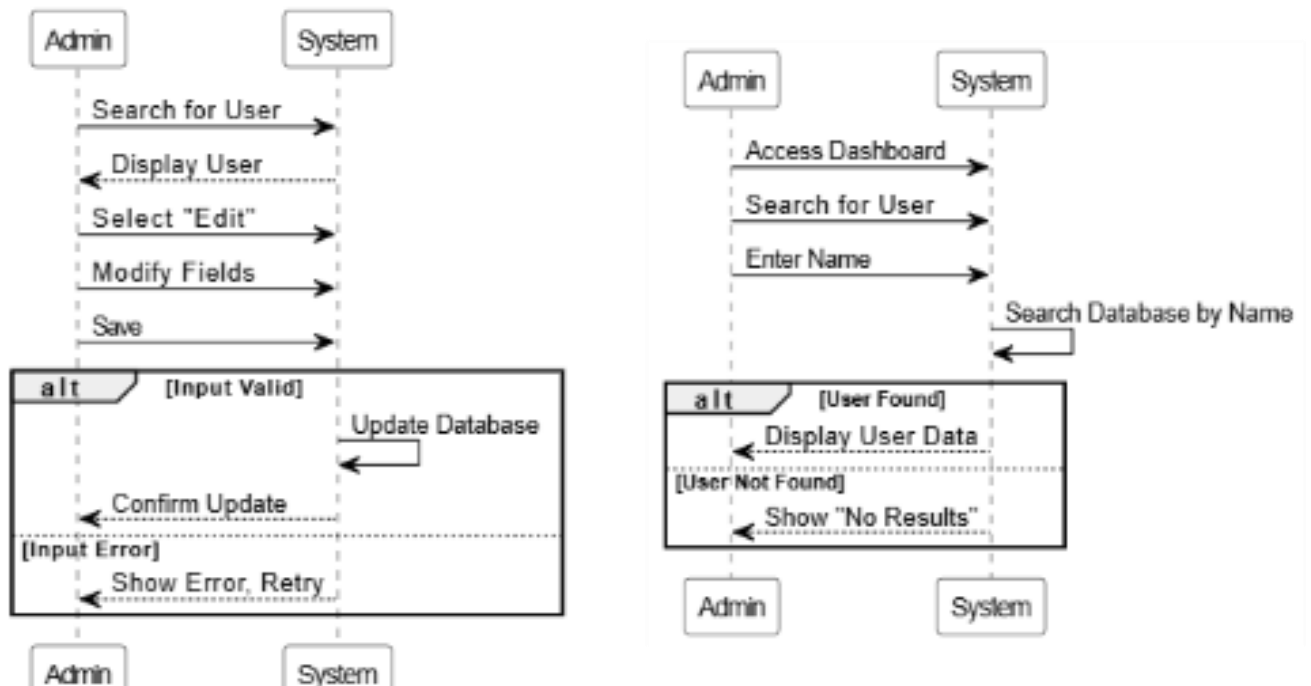 Admin System
Search for User
Display User
Select "Edit"
Modify Fields
Save
alt [Input Valid]
Update Database
Confirm Update
[Input Error]
Show Error, Retry
Admin System
Admin System
Access Dashboard
Search for User
Enter Name
Search Database by Name
alt [User Found]
Display User Data
[User Not Found]
Show "No Results"
Admin System